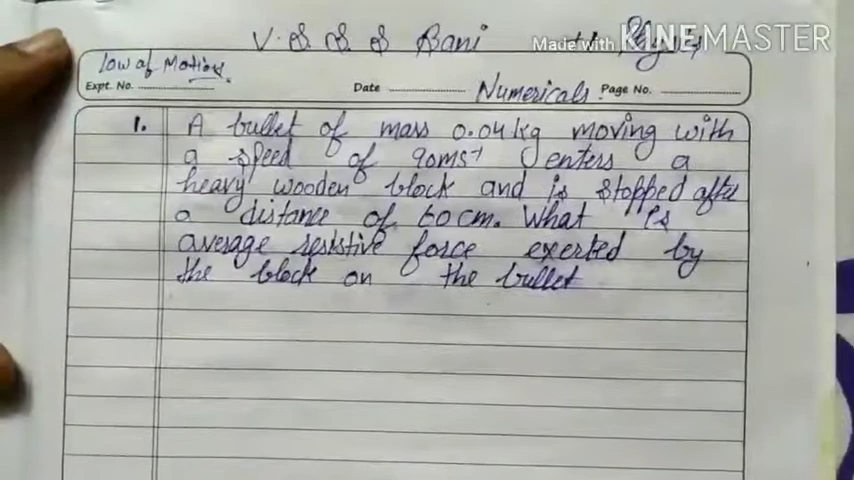 V. S. S. S Rani
Made with KINEMASTER
Low of Motion.
Expt. No. Date Numericals Page No.
1. A bullet of mass 0.04 kg moving with
a speed of 90ms⁻¹ enters a
heavy wooden block and is stopped after
a distance of 60 cm. What is
average resistive force exerted by
the block on the bullet